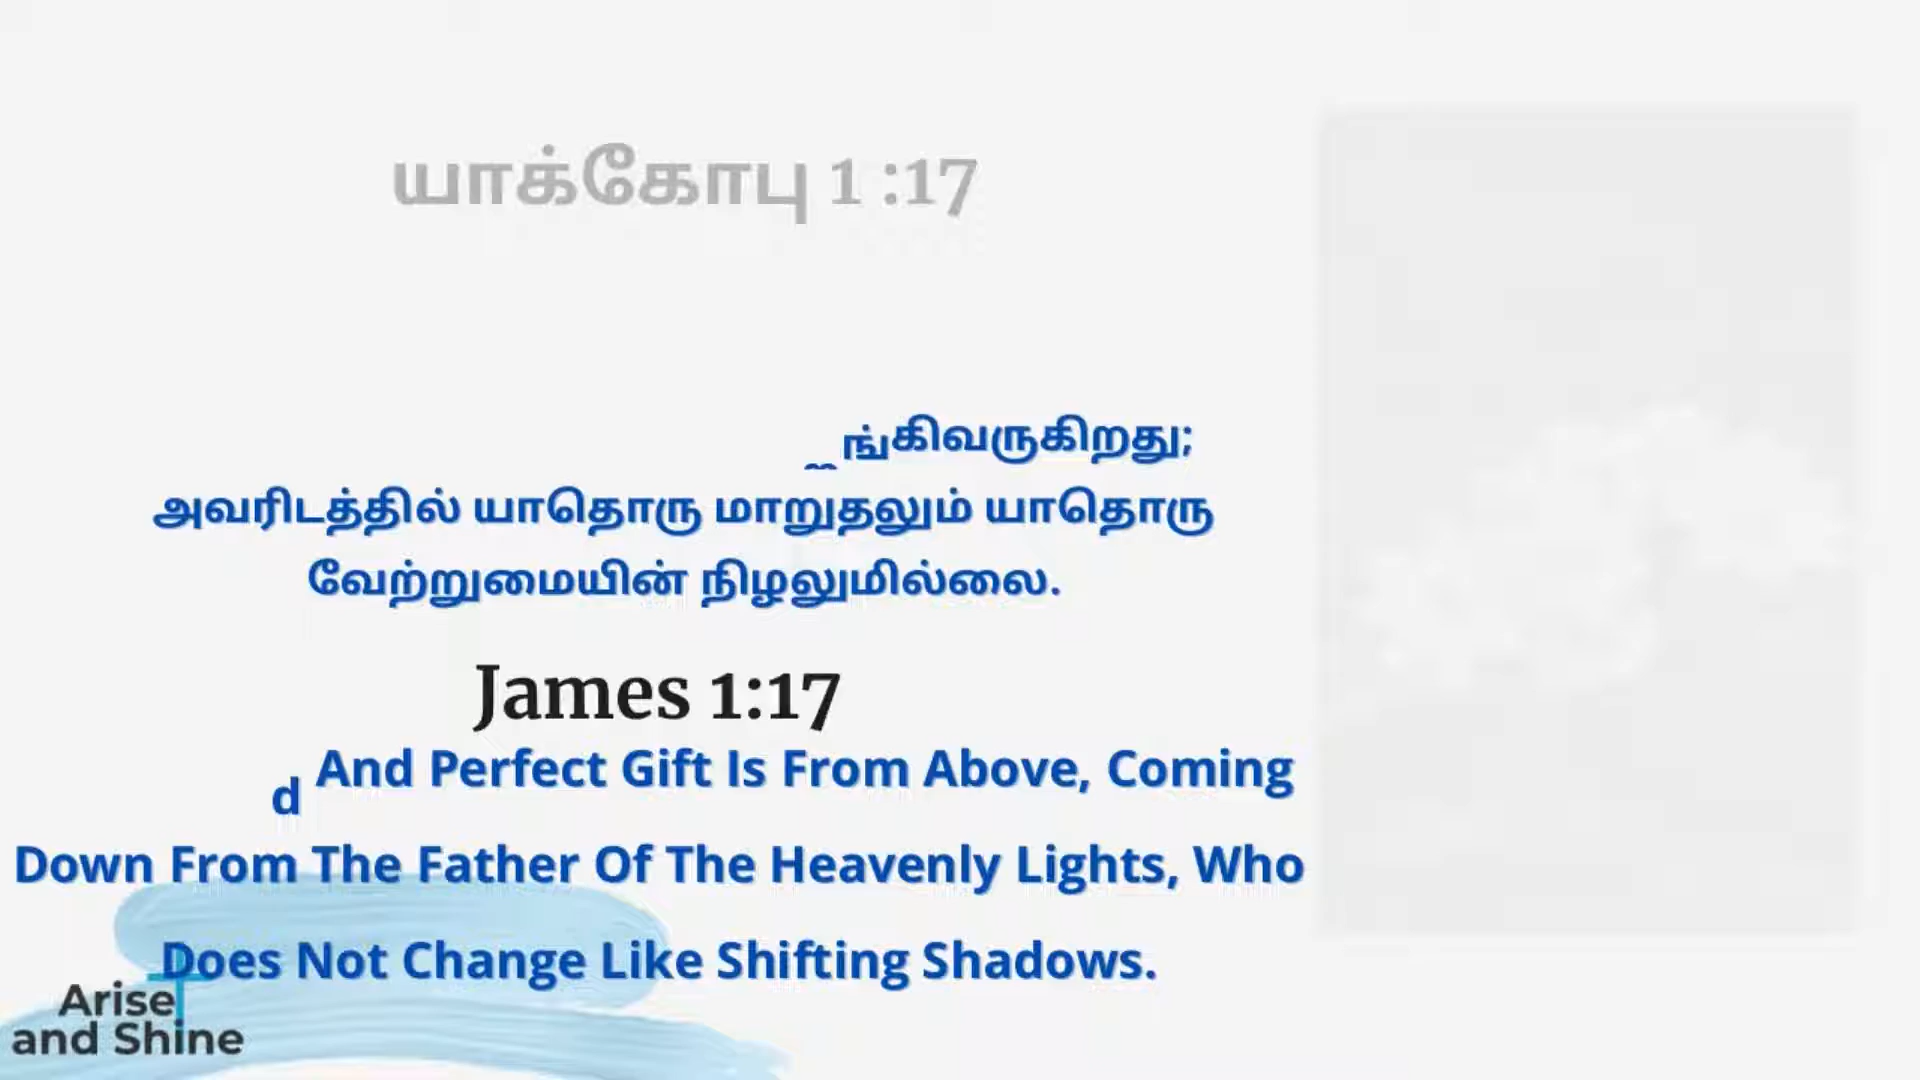 யாக்கோபு 1 :17
ங்கிவருகிறது;
அவரிடத்தில் யாதொரு மாறுதலும் யாதொரு
வேற்றுமையின் நிழலுமில்லை.
James 1:17
d And Perfect Gift Is From Above, Coming
Down From The Father Of The Heavenly Lights, Who
Does Not Change Like Shifting Shadows.
Arise
and Shine